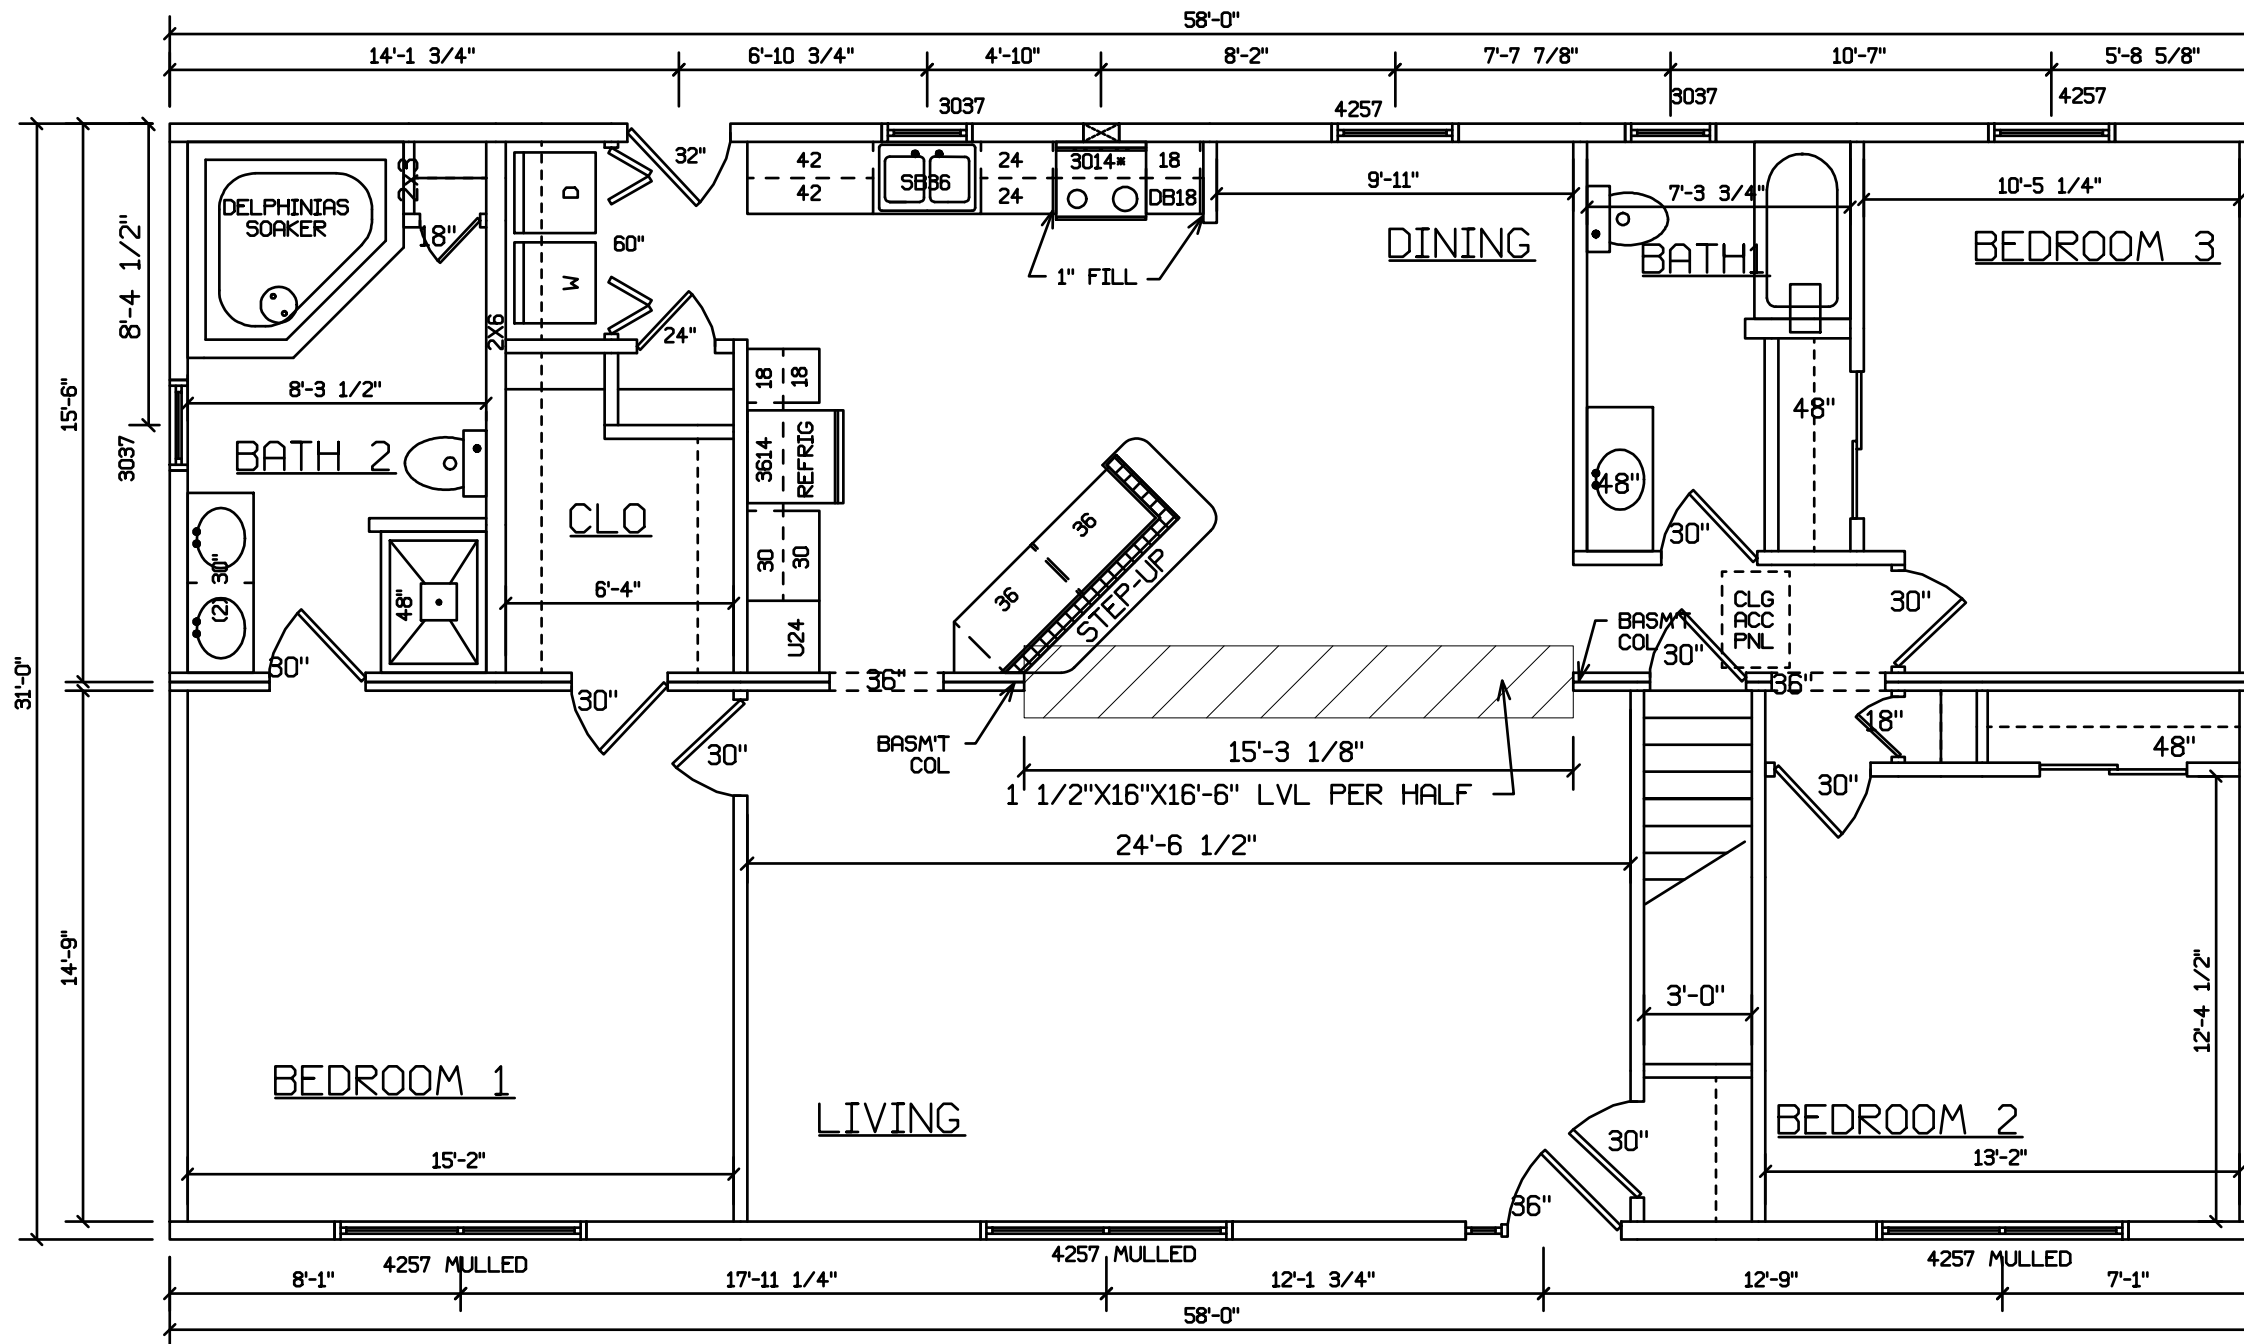 58'-0"
14'-1 3/4"
6'-10 3/4"
4'-10"
8'-2"
7'-7 7/8"
10'-7"
5'-8 5/8"
3037
4257
3037
4257
2X3
32"
42
24
3014*
18
42
SB36
24
DB18
D
9'-11"
7'-3 3/4"
10'-5 1/4"
DELPHINIAS
SOAKER
18"
60"
W
1" FILL
DINING
BATH1
BEDROOM 3
8'-4 1/2"
2X6
24"
15'-6"
3037
8'-3 1/2"
18
18
48"
BATH 2
3614
REFRIG
48"
CLO
36
30"
30"
(2)
48"
6'-4"
30
30
36
STEP-UP
CLG
ACC
PNL
30"
BASM'T
COL
U24
30"
30"
36"
36"
31'-0"
30"
30"
18"
48"
BASM'T
COL
15'-3 1/8"
30"
1 1/2"X16"X16'-6" LVL PER HALF
24'-6 1/2"
14'-9"
3'-0"
12'-4 1/2"
BEDROOM 1
LIVING
BEDROOM 2
30"
15'-2"
13'-2"
36"
4257 MULLED
4257 MULLED
4257 MULLED
8'-1"
17'-11 1/4"
12'-1 3/4"
12'-9"
7'-1"
58'-0"